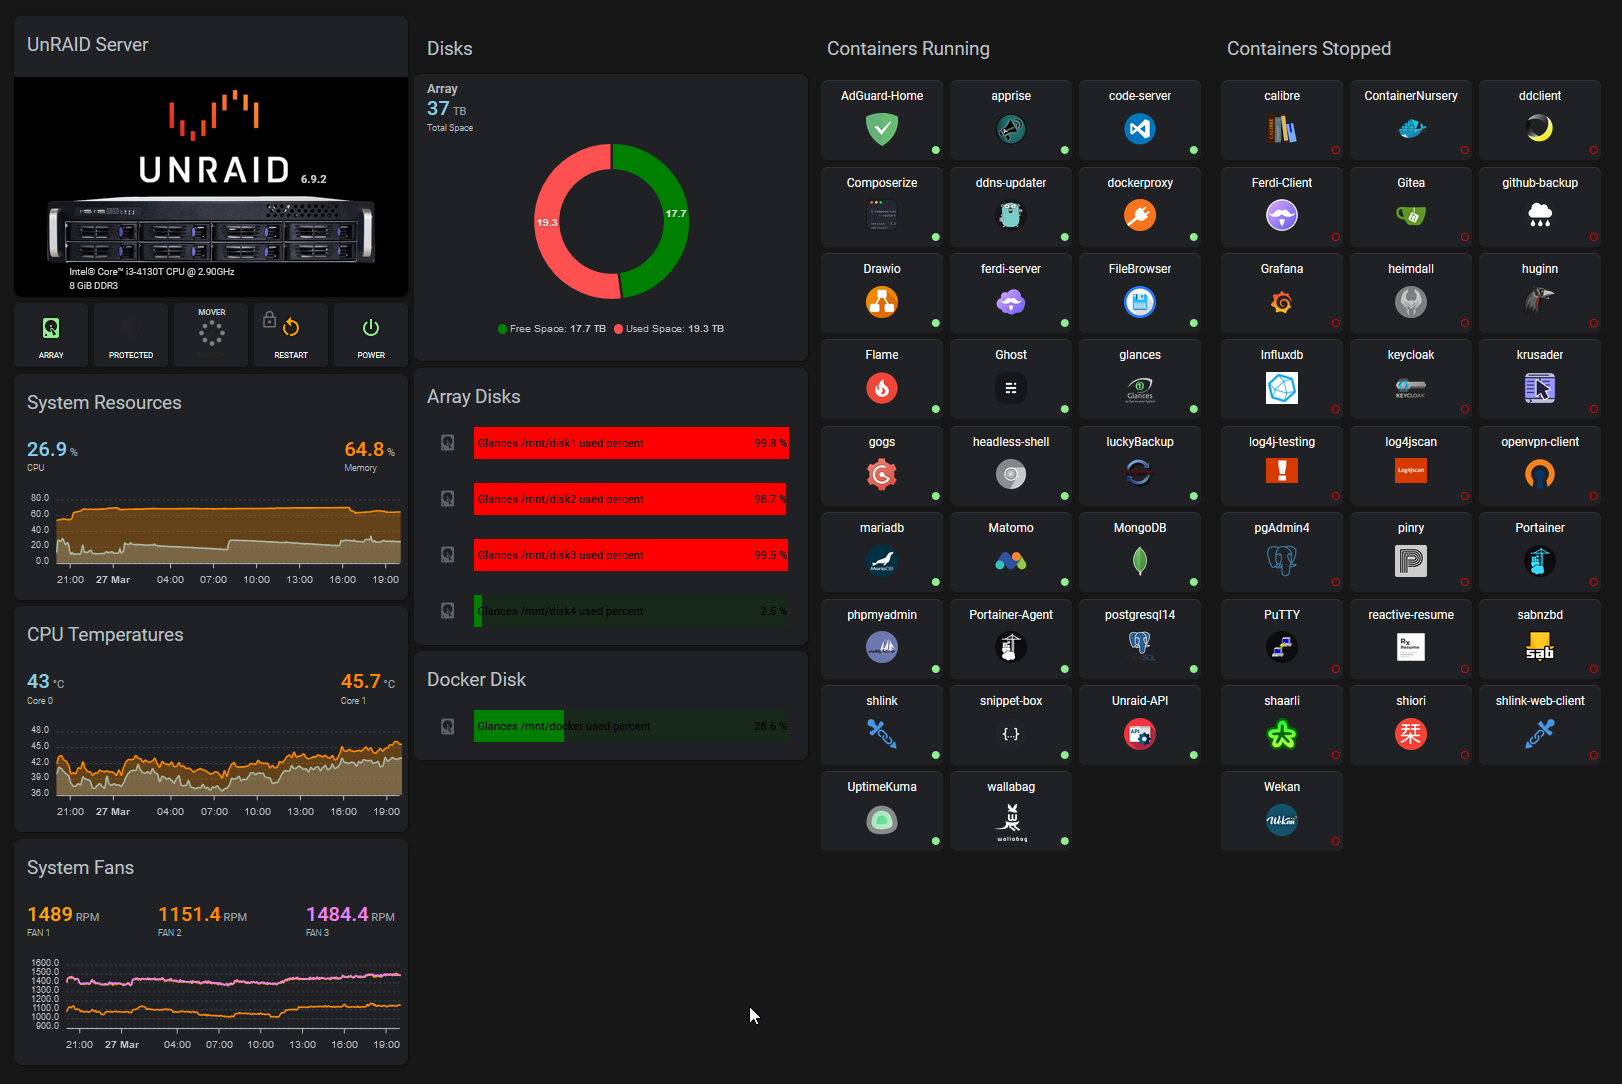 UnRAID Server
UNRAID 6.9.2
Intel® Core™ i3-4130T CPU @ 2.90GHz
8 GiB DDR3
ARRAY
PROTECTED
MOVER
RESTART
POWER
System Resources
26.9 %
CPU
64.8 %
Memory
80.0
60.0
40.0
20.0
0.0
21:00 27 Mar 04:00 07:00 10:00 13:00 16:00 19:00
CPU Temperatures
43 °C
Core 0
45.7 °C
Core 1
48.0
45.0
42.0
39.0
36.0
21:00 27 Mar 04:00 07:00 10:00 13:00 16:00 19:00
System Fans
1489 RPM
FAN 1
1151.4 RPM
FAN 2
1484.4 RPM
FAN 3
1600.0
1500.0
1400.0
1300.0
1200.0
1100.0
1000.0
900.0
21:00 27 Mar 04:00 07:00 10:00 13:00 16:00 19:00
Disks
Array
37 TB
Total Space
19.3
17.7
Free Space: 17.7 TB Used Space: 19.3 TB
Array Disks
Glances /mnt/disk1 used percent 99.8 %
Glances /mnt/disk2 used percent 98.7 %
Glances /mnt/disk3 used percent 99.5 %
Glances /mnt/disk4 used percent 2.5 %
Docker Disk
Glances /mnt/docker used percent 28.6 %
Containers Running
AdGuard-Home apprise code-server
Composerize ddns-updater dockerproxy
Drawio ferdi-server FileBrowser
Flame Ghost glances
Glances
gogs headless-shell luckyBackup
mariadb Matomo MongoDB
MariaDB
phpmyadmin Portainer-Agent postgresql14
SQL
shlink snippet-box Unraid-API
{..}
API
UptimeKuma wallabag
wallabag
Containers Stopped
calibre ContainerNursery ddclient
CALIBRE
Ferdi-Client Gitea github-backup
Grafana heimdall huginn
Influxdb keycloak krusader
KEYCLOAK
log4j-testing log4jscan openvpn-client
!
Log4jscan
pgAdmin4 pinry Portainer
P
PuTTY reactive-resume sabnzbd
Rx
Resume
sab
shaarli shiori shlink-web-client
栞
Wekan
Wekan